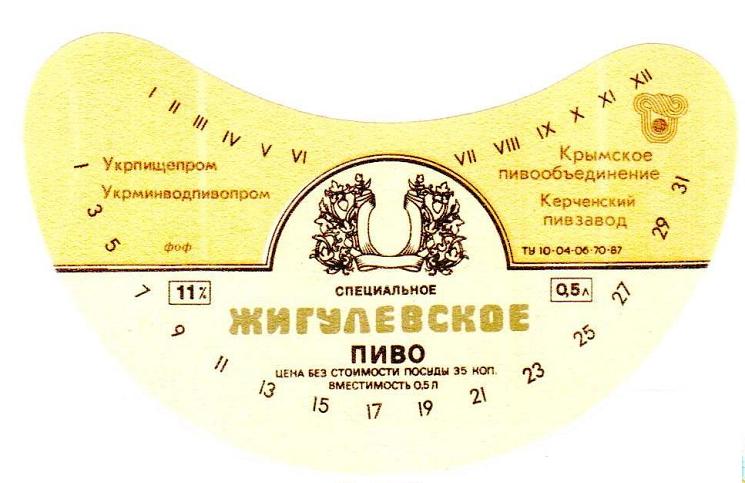 I II III IV V VI VII VIII IX X XI XII
Укрпищепром
Укрминводпивопром
фоф
Крымское
пивообъединение
Керченский
пивзавод
ТУ 10-04-06-70-87
11%
0,5л
СПЕЦИАЛЬНОЕ
ЖИГУЛЕВСКОЕ
ПИВО
ЦЕНА БЕЗ СТОИМОСТИ ПОСУДЫ 35 КОП.
ВМЕСТИМОСТЬ 0,5 Л
1 3 5 7 9 11 13 15 17 19 21 23 25 27 29 31